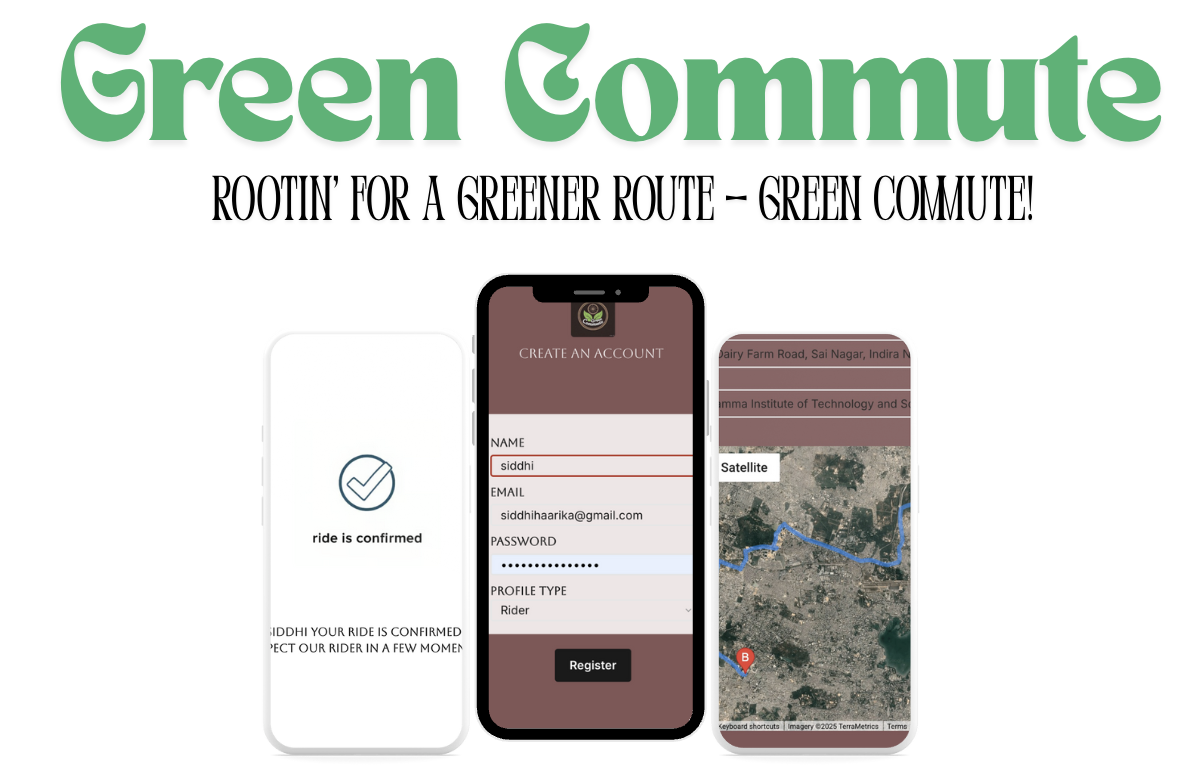 Green Commute
ROOTIN' FOR A GREENER ROUTE – GREEN COMMUTE!
ride is confirmed
SIDDHI YOUR RIDE IS CONFIRMED
PECT OUR RIDER IN A FEW MOMEN
CREATE AN ACCOUNT
NAME
siddhi
EMAIL
siddhihaarika@gmail.com
PASSWORD
PROFILE TYPE
Rider
Register
Dairy Farm Road, Sai Nagar, Indira N
amma Institute of Technology and Sc
Satellite
B
Keyboard shortcuts Imagery ©2025 TerraMetrics Terms